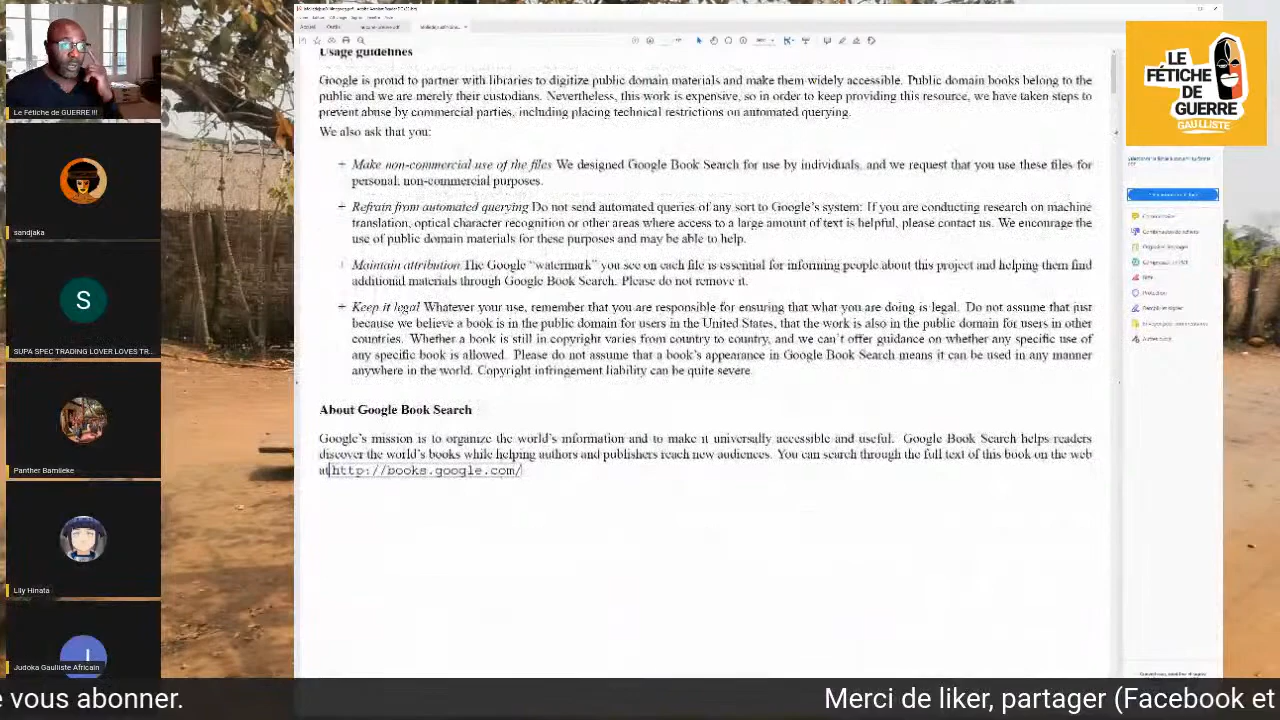 Usage guidelines
Google is proud to partner with libraries to digitize public domain materials and make them widely accessible. Public domain books belong to the
public and we are merely their custodians. Nevertheless, this work is expensive, so in order to keep providing this resource, we have taken steps to
prevent abuse by commercial parties, including placing technical restrictions on automated querying.
We also ask that you:
+ Make non-commercial use of the files We designed Google Book Search for use by individuals, and we request that you use these files for
personal, non-commercial purposes.
+ Refrain from automated querying Do not send automated queries of any sort to Google's system: If you are conducting research on machine
translation, optical character recognition or other areas where access to a large amount of text is helpful, please contact us. We encourage the
use of public domain materials for these purposes and may be able to help.
+ Maintain attribution The Google "watermark" you see on each file is essential for informing people about this project and helping them find
additional materials through Google Book Search. Please do not remove it.
+ Keep it legal Whatever your use, remember that you are responsible for ensuring that what you are doing is legal. Do not assume that just
because we believe a book is in the public domain for users in the United States, that the work is also in the public domain for users in other
countries. Whether a book is still in copyright varies from country to country, and we can't offer guidance on whether any specific use of
any specific book is allowed. Please do not assume that a book's appearance in Google Book Search means it can be used in any manner
anywhere in the world. Copyright infringement liability can be quite severe.
About Google Book Search
Google's mission is to organize the world's information and to make it universally accessible and useful. Google Book Search helps readers
discover the world's books while helping authors and publishers reach new audiences. You can search through the full text of this book on the web
at http://books.google.com/
Le Fétiche de GUERRE !!!
sandjaka
S
SUPA SPEC TRADING LOVER LOVES TR...
Panther Bamileke
Lily Hinata
J
Judoka Gaulliste Africain
LE
FÉTICHE
DE
GUERRE
GAULLISTE
Accueil
Outils
Protection
e vous abonner.
Merci de liker, partager (Facebook et